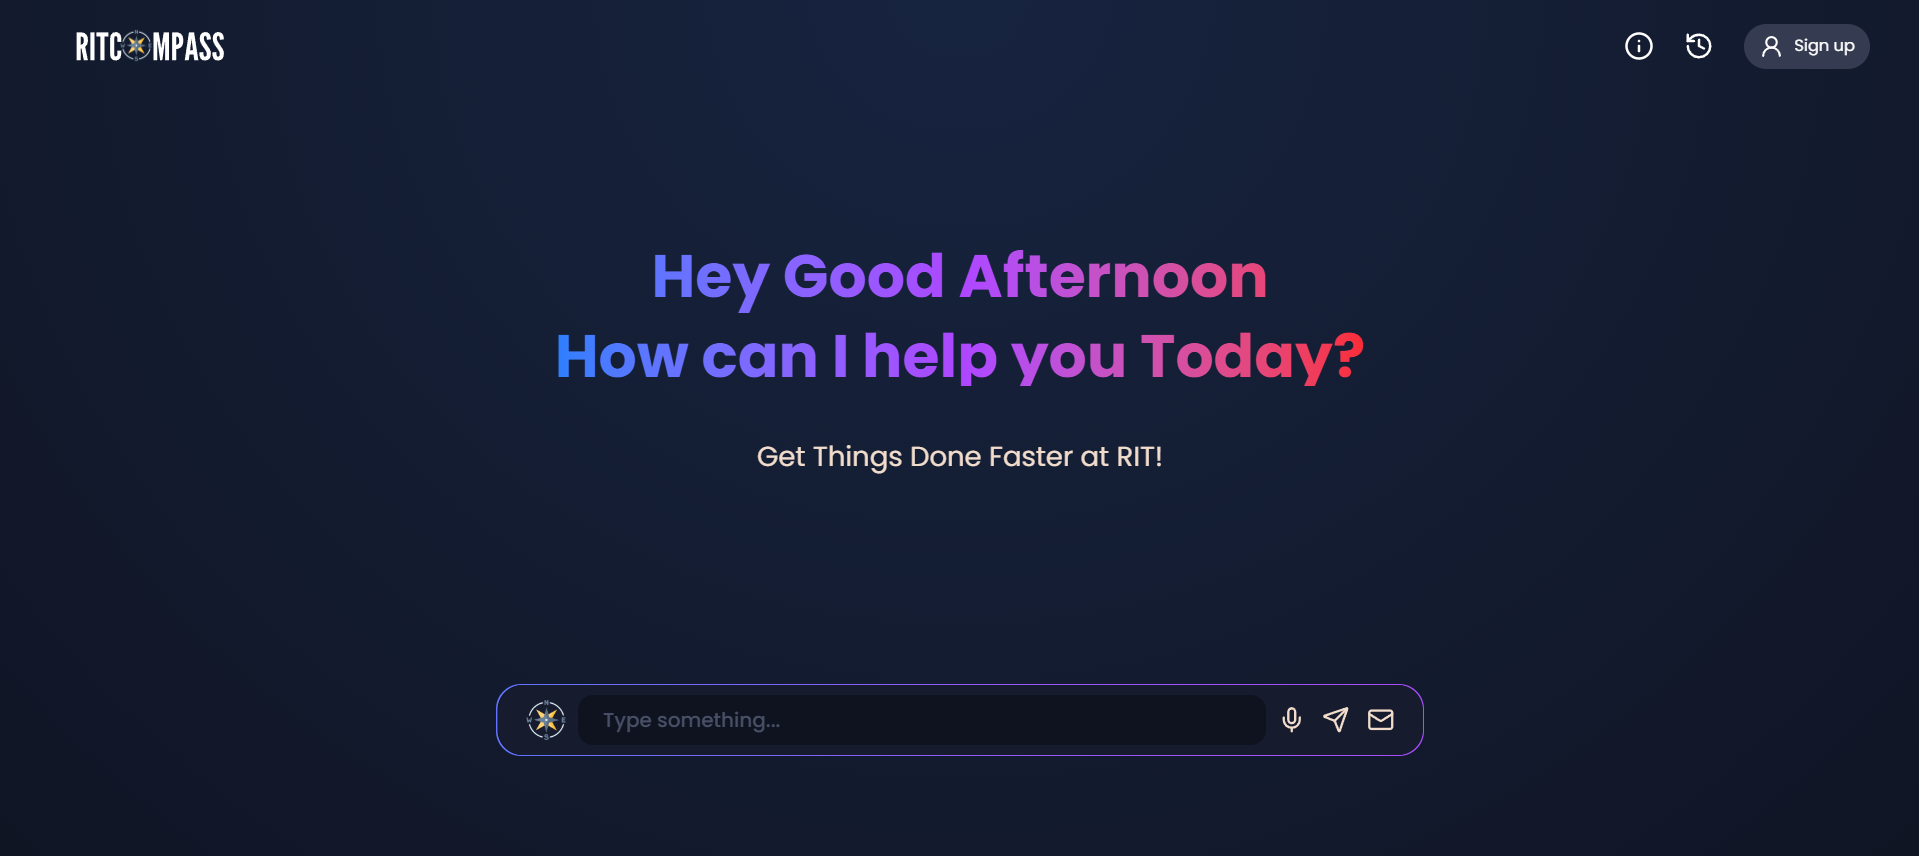 RITCOMPASS
Sign up
Hey Good Afternoon
How can I help you Today?
Get Things Done Faster at RIT!
Type something...